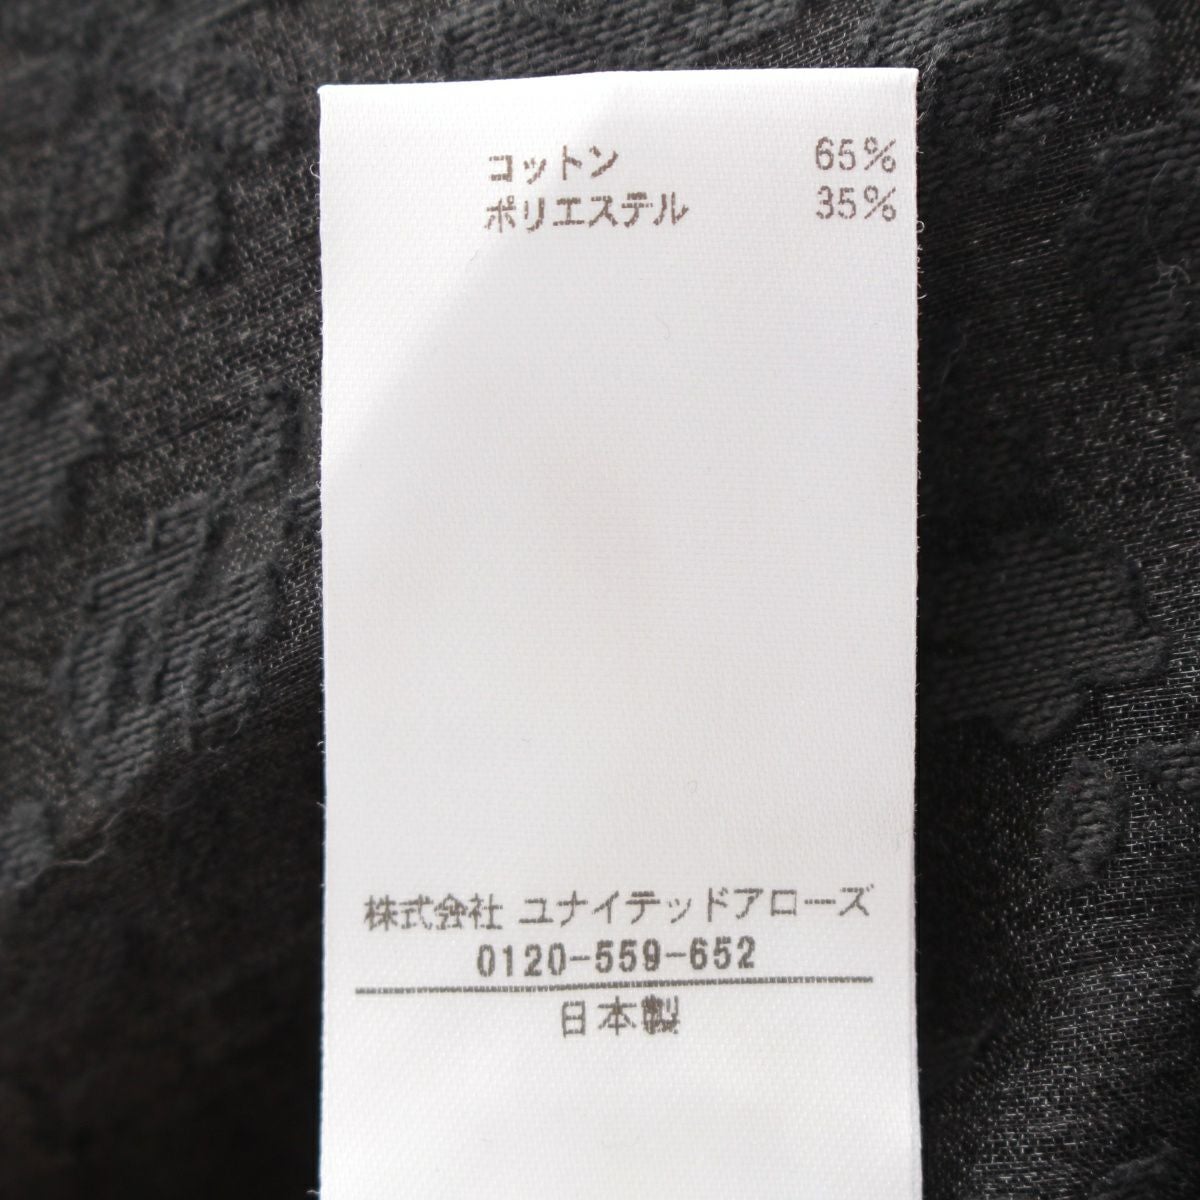 コットン 65%
ポリエステル 35%
株式会社 ユナイテッドアローズ
0120-559-652
日本製